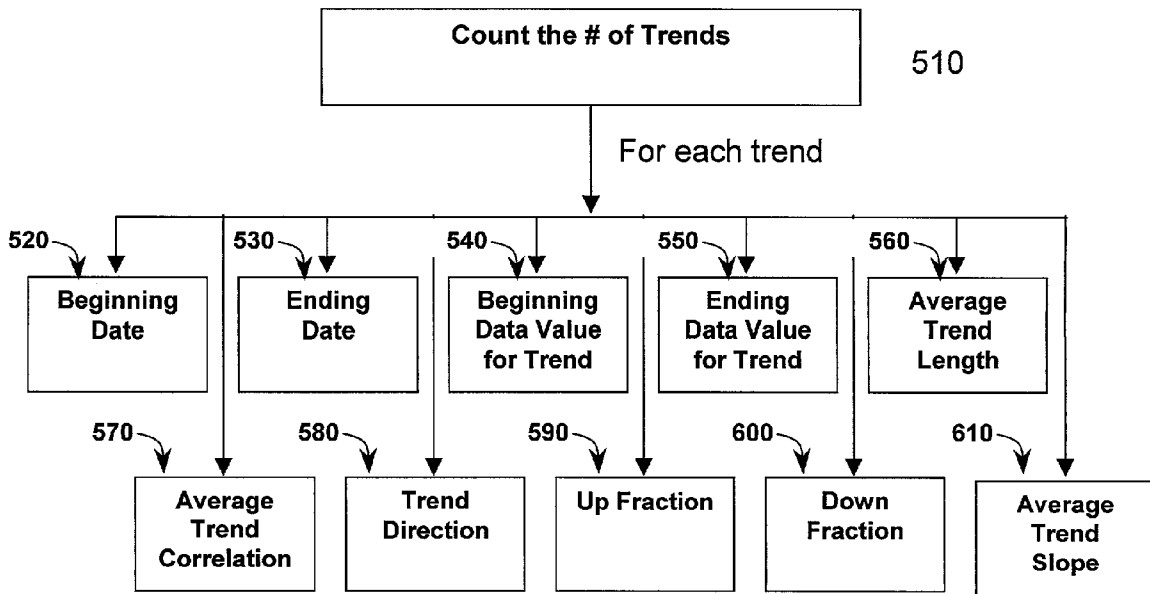 Count the # of Trends
510
For each trend
520
530
540
550
560
Beginning
Date
Ending
Date
Beginning
Data Value
for Trend
Ending
Data Value
for Trend
Average
Trend
Length
570
580
590
600
610
Average
Trend
Correlation
Trend
Direction
Up Fraction
Down
Fraction
Average
Trend
Slope